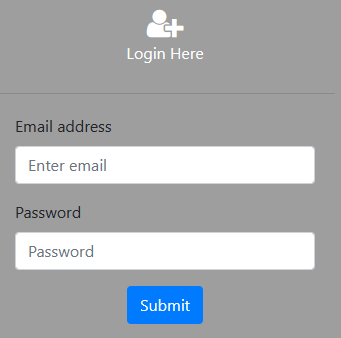 Login Here
Email address
Enter email
Password
Password
Submit